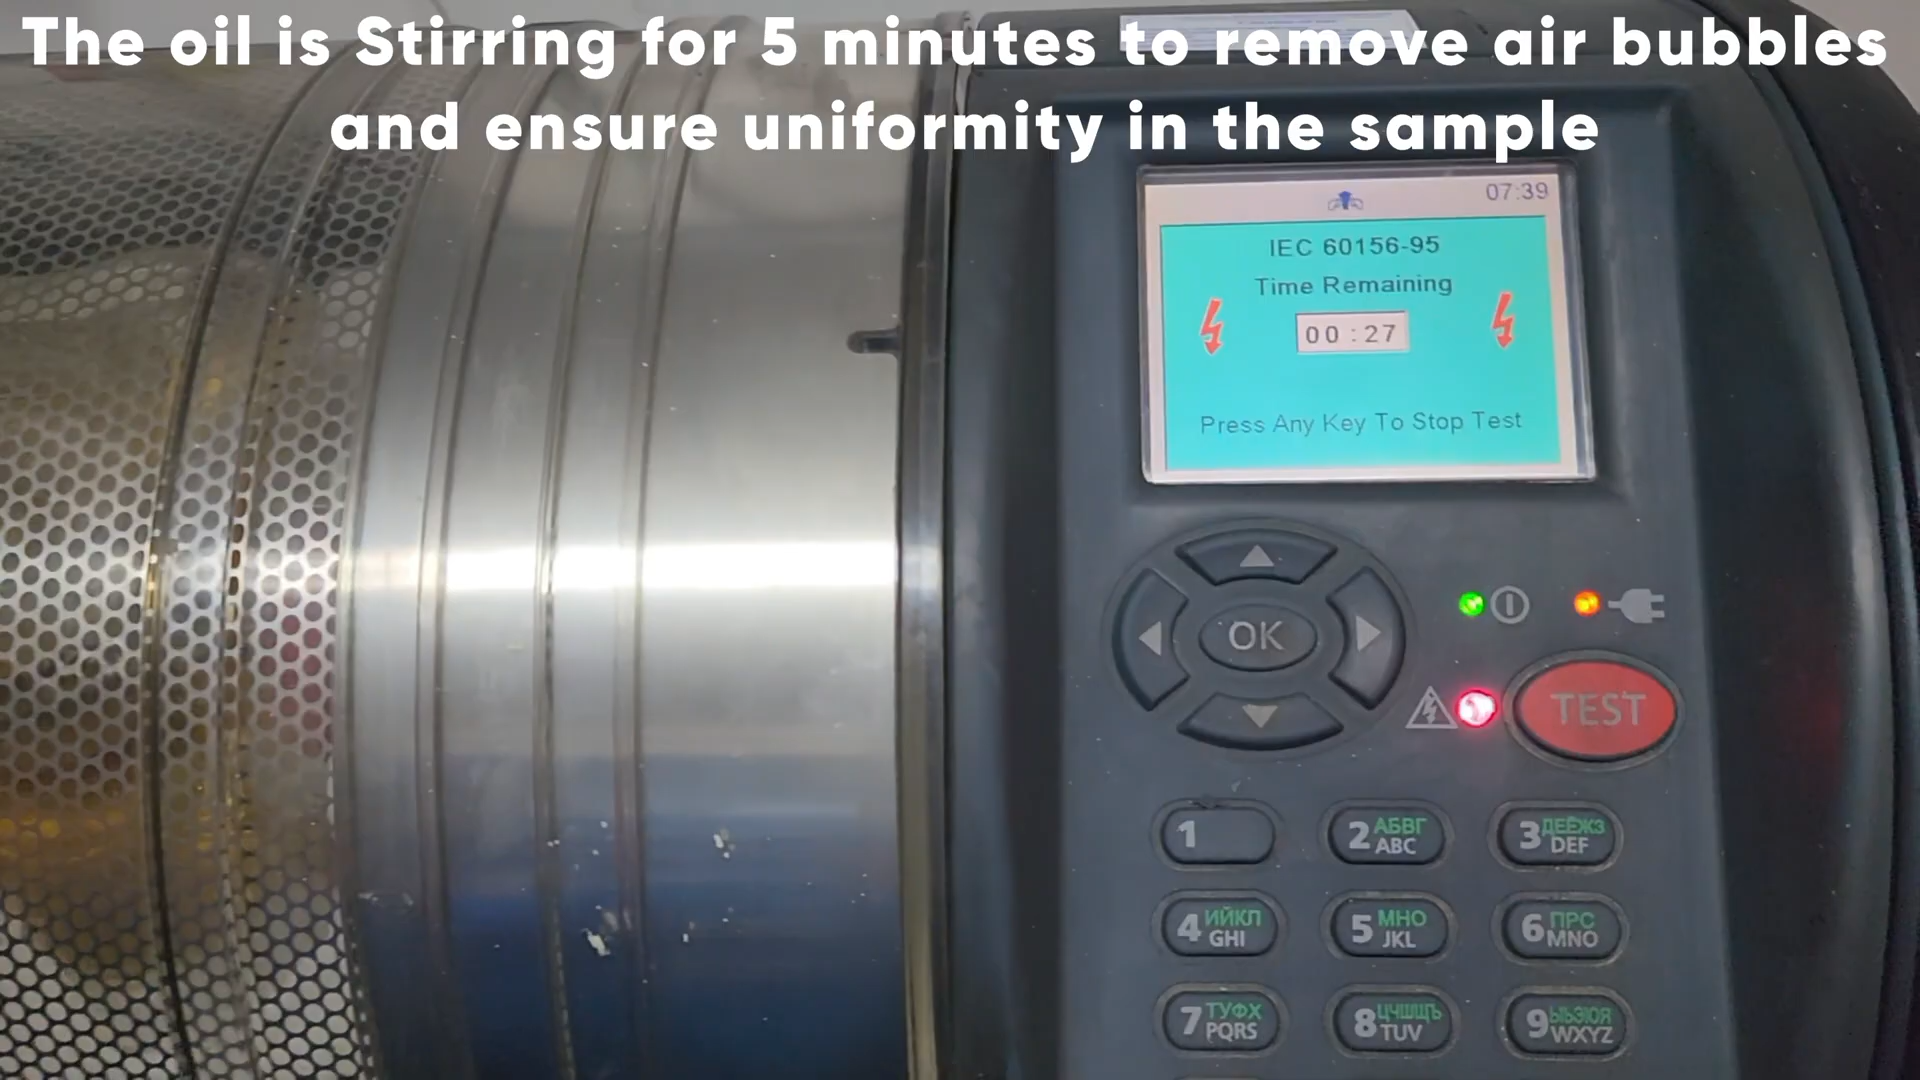 The oil is Stirring for 5 minutes to remove air bubbles
and ensure uniformity in the sample
07:39
IEC 60156-95
Time Remaining
00:27
Press Any Key To Stop Test
OK
TEST
1
2 АБВГ ABC
3 ДЕЁЖЗ DEF
4 ИЙКЛ GHI
5 МНО JKL
6 ПРС MNO
7 ТУФХ PQRS
8 ЦЧШЩЪ TUV
9 ЫЬЭЮЯ WXYZ